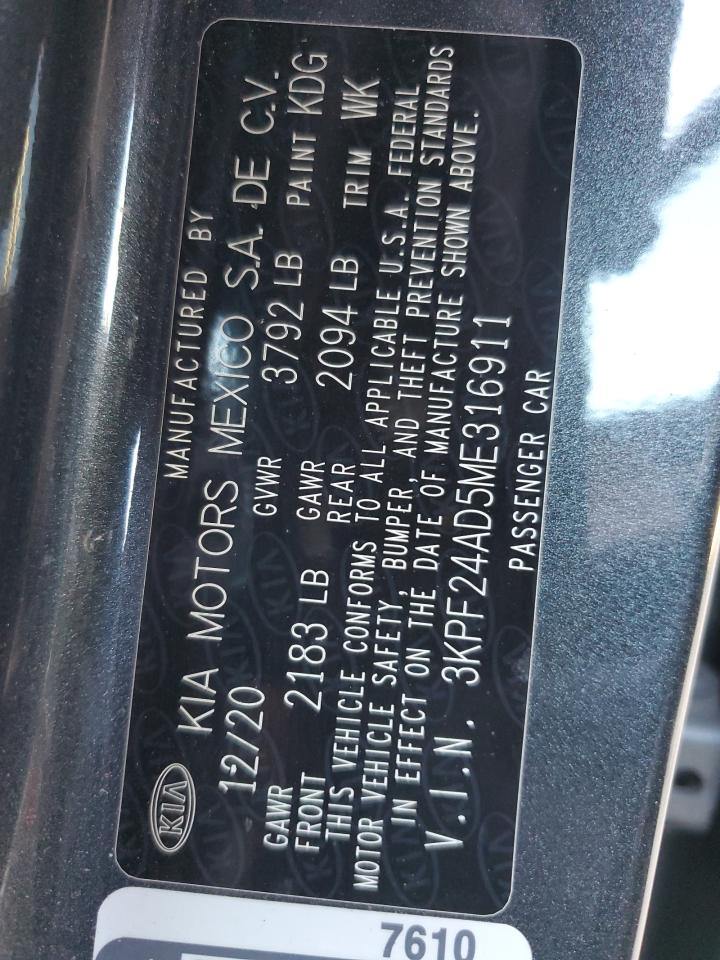 KIA
MANUFACTURED BY
KIA MOTORS MEXICO S.A. DE C.V.
12/20 GVWR 3792 LB PAINT KDG
GAWR FRONT 2183 LB GAWR REAR 2094 LB TRIM WK
THIS VEHICLE CONFORMS TO ALL APPLICABLE U.S.A. FEDERAL
MOTOR VEHICLE SAFETY, BUMPER, AND THEFT PREVENTION STANDARDS
IN EFFECT ON THE DATE OF MANUFACTURE SHOWN ABOVE.
V.I.N. 3KPF24AD5ME316911
PASSENGER CAR
7610